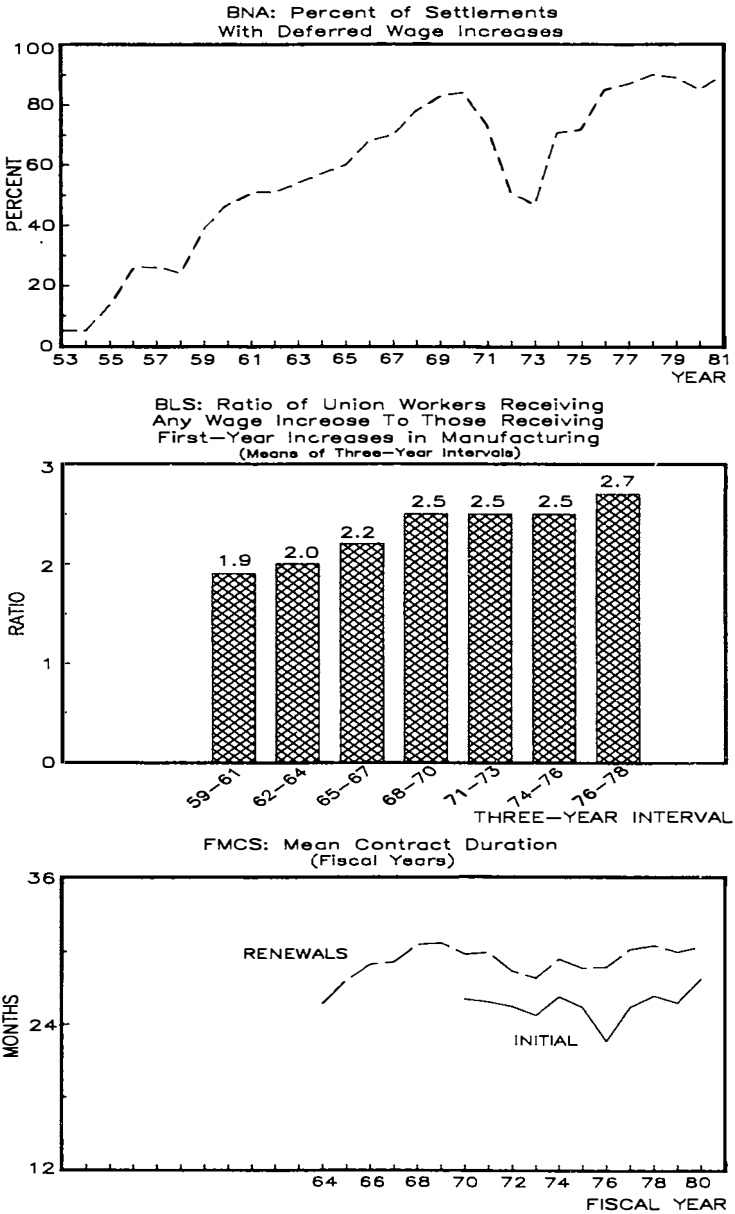 BNA: Percent of Settlements
With Deferred Wage Increases
100
80
60
40
20
0
PERCENT
53 55 57 59 61 63 65 67 69 71 73 75 77 79 81
YEAR
BLS: Ratio of Union Workers Receiving
Any Wage Increase To Those Receiving
First-Year Increases in Manufacturing
(Means of Three-Year Intervals)
3
2
1
0
RATIO
1.9 2.0 2.2 2.5 2.5 2.5 2.7
59-61 62-64 65-67 68-70 71-73 74-76 76-78
THREE-YEAR INTERVAL
FMCS: Mean Contract Duration
(Fiscal Years)
36
24
12
MONTHS
RENEWALS
INITIAL
64 66 68 70 72 74 76 78 80
FISCAL YEAR